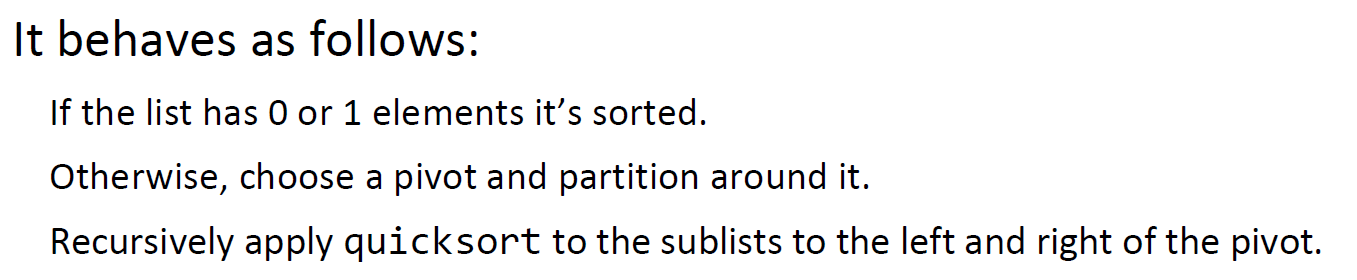 It behaves as follows:
If the list has 0 or 1 elements it’s sorted.
Otherwise, choose a pivot and partition around it.
Recursively apply quicksort to the sublists to the left and right of the pivot.